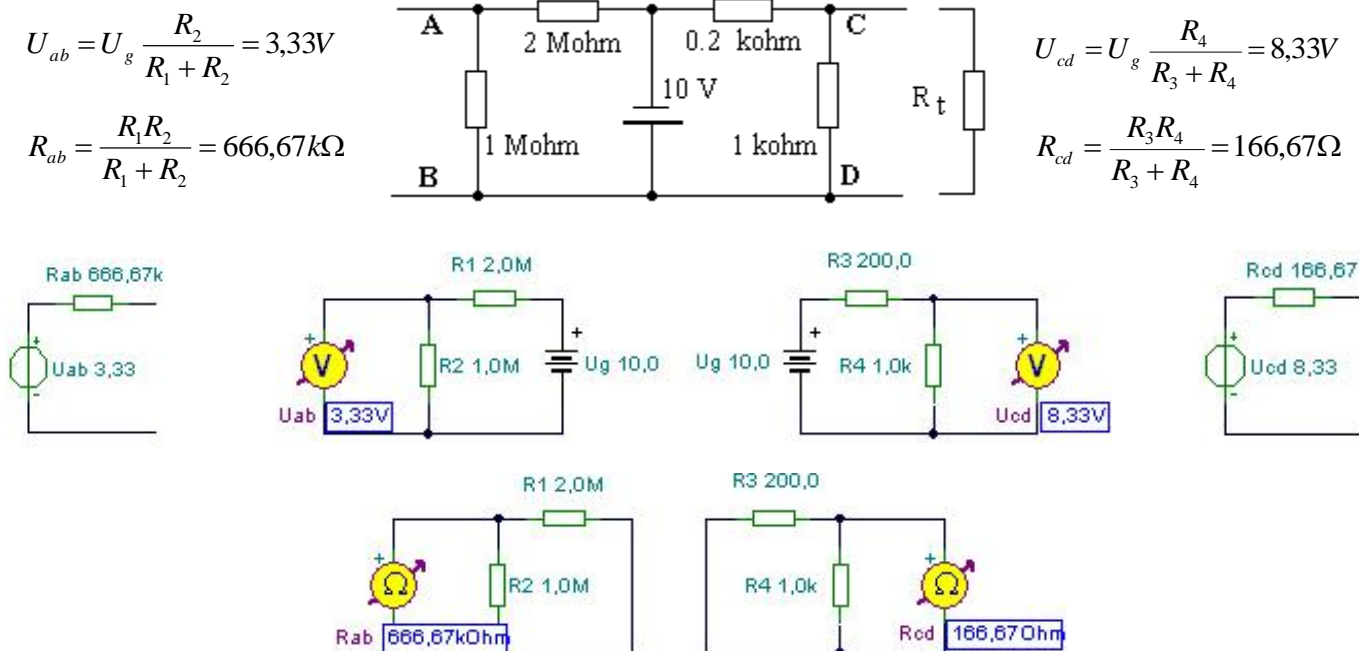 U_ab = U_g R_2 / (R_1 + R_2) = 3,33V
R_ab = R_1R_2 / (R_1 + R_2) = 666,67kΩ
A
2 Mohm
0.2 kohm
C
10 V
1 Mohm
1 kohm
B
D
R t
U_cd = U_g R_4 / (R_3 + R_4) = 8,33V
R_cd = R_3R_4 / (R_3 + R_4) = 166,67Ω
Rab 666,67k
+
Uab 3,33
-
R1 2,0M
+
V
R2 1,0M
+
Ug 10,0
Uab 3,33V
R3 200,0
+
Ug 10,0
R4 1,0k
+
V
Ucd 8,33V
Rcd 166,67
+
Ucd 8,33
-
R1 2,0M
+
Ω
R2 1,0M
Rab 666,67kOhm
R3 200,0
R4 1,0k
+
Ω
Rcd 166,67Ohm